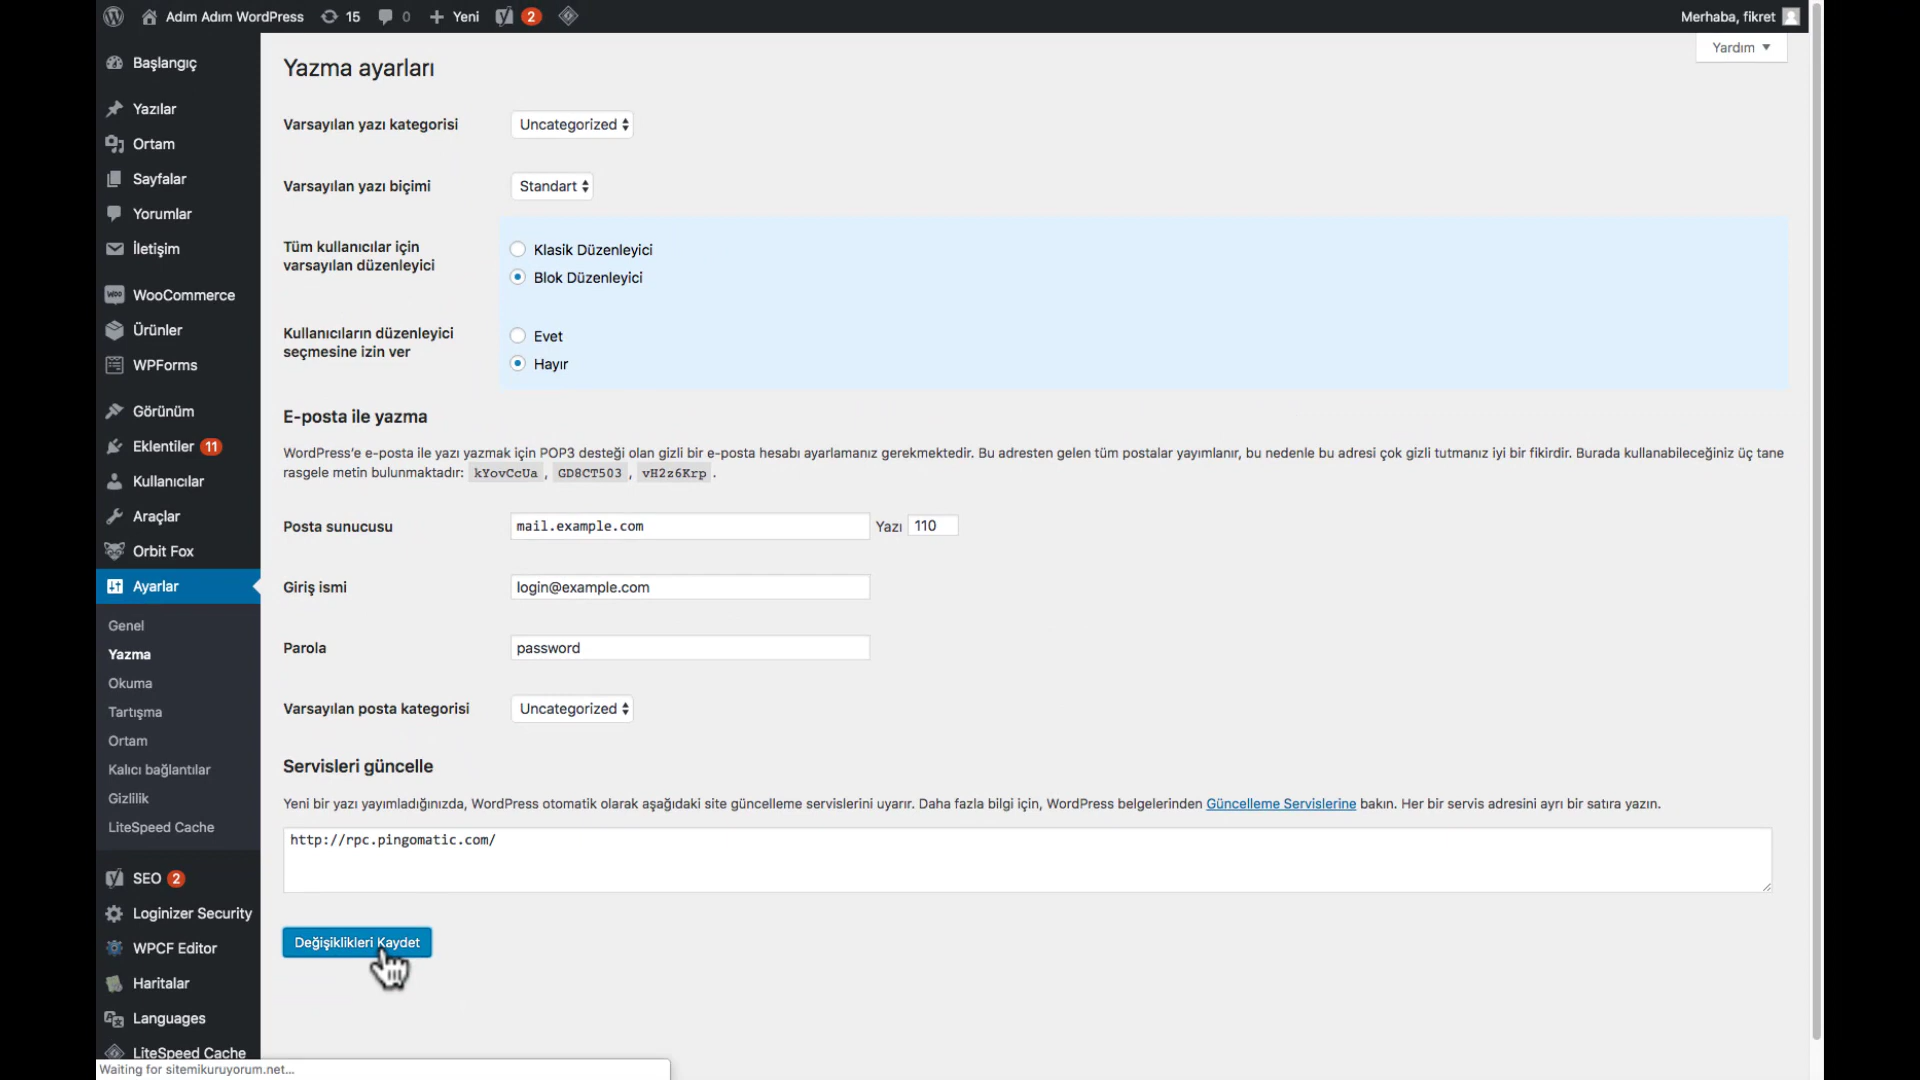 Adım Adım WordPress 15 0 Yeni 2 Merhaba, fikret
Yardım
Başlangıç
Yazılar
Ortam
Sayfalar
Yorumlar
İletişim
WooCommerce
Ürünler
WPForms
Görünüm
Eklentiler 11
Kullanıcılar
Araçlar
Orbit Fox
Ayarlar
Genel
Yazma
Okuma
Tartışma
Ortam
Kalıcı bağlantılar
Gizlilik
LiteSpeed Cache
SEO 2
Loginizer Security
WPCF Editor
Haritalar
Languages
LiteSpeed Cache
Yazma ayarları
Varsayılan yazı kategorisi Uncategorized
Varsayılan yazı biçimi Standart
Tüm kullanıcılar için
varsayılan düzenleyici
Klasik Düzenleyici
Blok Düzenleyici
Kullanıcıların düzenleyici
seçmesine izin ver
Evet
Hayır
E-posta ile yazma
WordPress'e e-posta ile yazı yazmak için POP3 desteği olan gizli bir e-posta hesabı ayarlamanız gerekmektedir. Bu adresten gelen tüm postalar yayımlanır, bu nedenle bu adresi çok gizli tutmanız iyi bir fikirdir. Burada kullanabileceğiniz üç tane
rasgele metin bulunmaktadır: kYovCcUa , GD8CT503 , vH2z6Krp .
Posta sunucusu mail.example.com Yazı 110
Giriş ismi login@example.com
Parola password
Varsayılan posta kategorisi Uncategorized
Servisleri güncelle
Yeni bir yazı yayımladığınızda, WordPress otomatik olarak aşağıdaki site güncelleme servislerini uyarır. Daha fazla bilgi için, WordPress belgelerinden Güncelleme Servislerine bakın. Her bir servis adresini ayrı bir satıra yazın.
http://rpc.pingomatic.com/
Değişiklikleri Kaydet
Waiting for sitemikuruyorum.net...